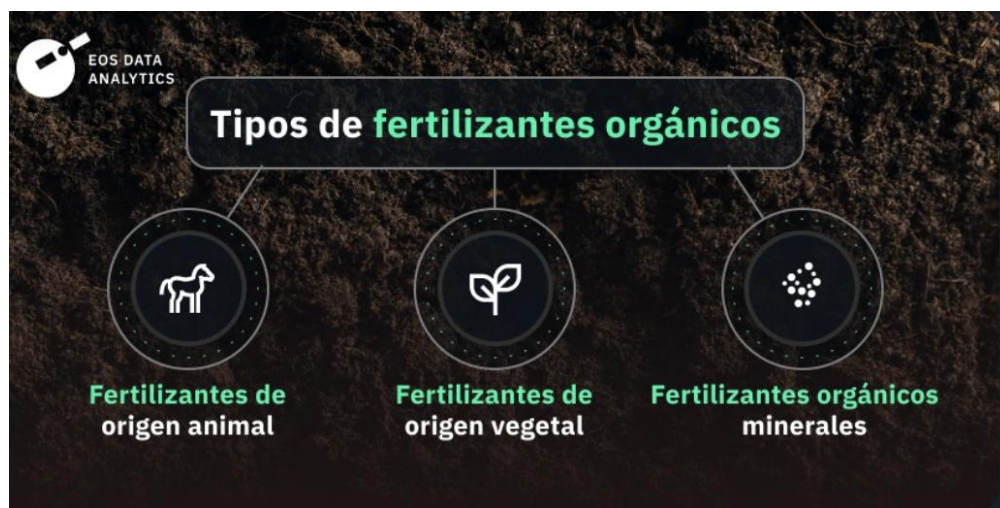 EOS DATA
ANALYTICS
Tipos de fertilizantes orgánicos
Fertilizantes de
origen animal
Fertilizantes de
origen vegetal
Fertilizantes orgánicos
minerales